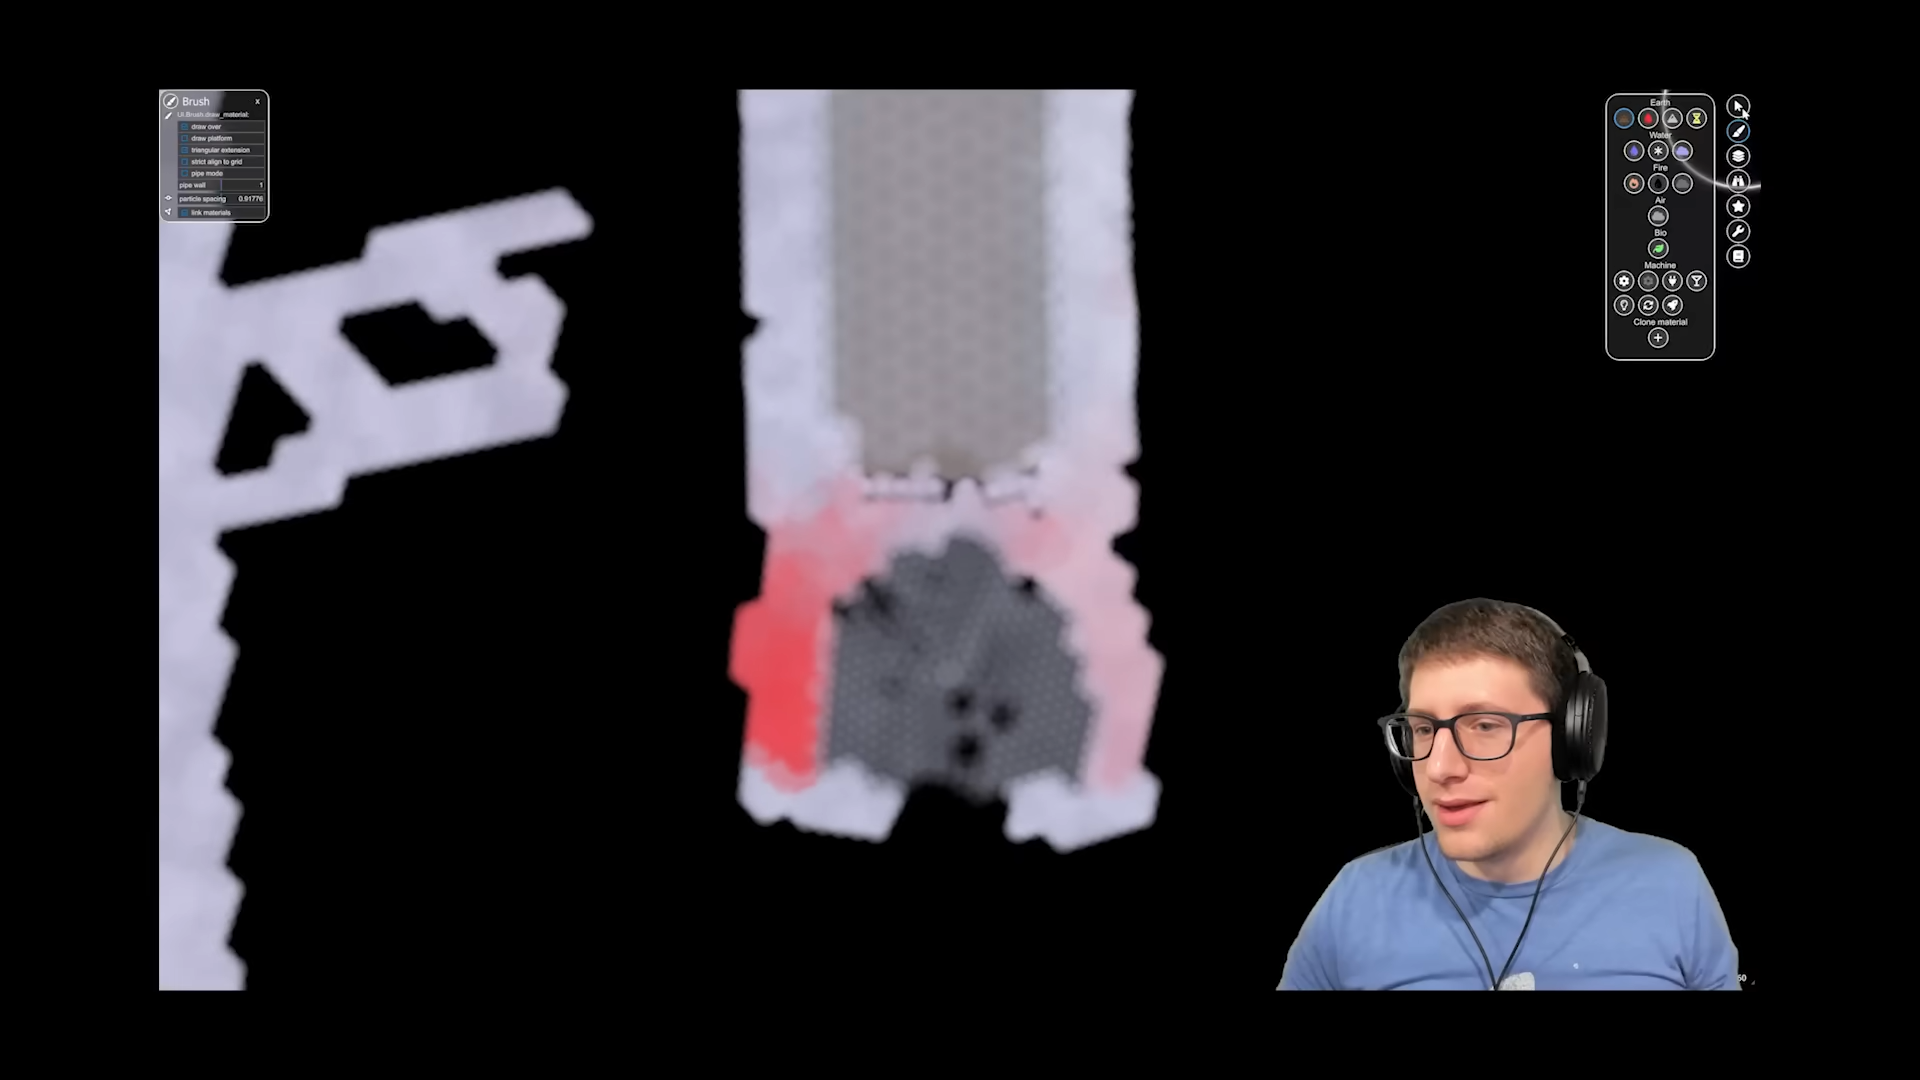 Brush
x
UI.Brush.draw_material:
draw over
draw platform
triangular extension
strict align to grid
pipe mode
pipe wall 1
particle spacing 0.91776
link materials
Earth
Water
Fire
Air
Bio
Machine
Clone material
60